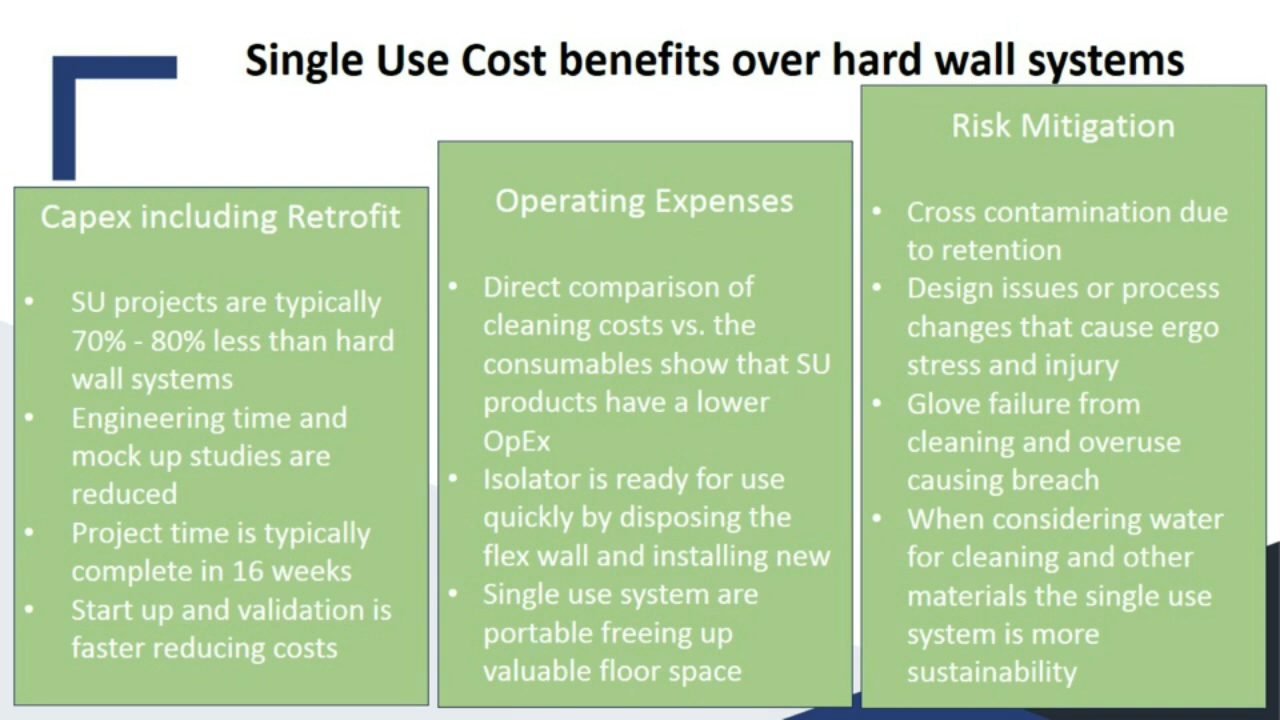 Single Use Cost benefits over hard wall systems
Capex including Retrofit
• SU projects are typically
70% - 80% less than hard
wall systems
• Engineering time and
mock up studies are
reduced
• Project time is typically
complete in 16 weeks
• Start up and validation is
faster reducing costs
Operating Expenses
• Direct comparison of
cleaning costs vs. the
consumables show that SU
products have a lower
OpEx
• Isolator is ready for use
quickly by disposing the
flex wall and installing new
• Single use system are
portable freeing up
valuable floor space
Risk Mitigation
• Cross contamination due
to retention
• Design issues or process
changes that cause ergo
stress and injury
• Glove failure from
cleaning and overuse
causing breach
• When considering water
for cleaning and other
materials the single use
system is more
sustainability